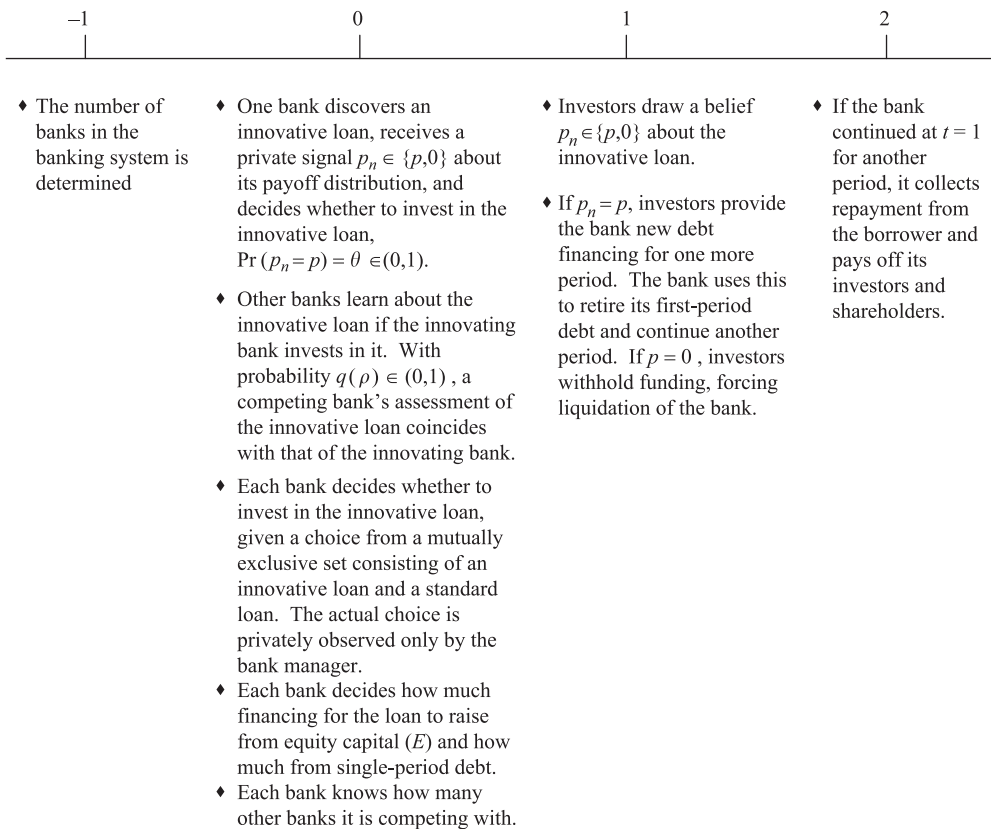 –1 0 1 2
♦ The number of
banks in the
banking system is
determined
♦ One bank discovers an
innovative loan, receives a
private signal pₙ ∈ {p,0} about
its payoff distribution, and
decides whether to invest in the
innovative loan,
Pr (pₙ = p) = θ ∈(0,1).
♦ Other banks learn about the
innovative loan if the innovating
bank invests in it. With
probability q(ρ) ∈ (0,1) , a
competing bank’s assessment of
the innovative loan coincides
with that of the innovating bank.
♦ Each bank decides whether to
invest in the innovative loan,
given a choice from a mutually
exclusive set consisting of an
innovative loan and a standard
loan. The actual choice is
privately observed only by the
bank manager.
♦ Each bank decides how much
financing for the loan to raise
from equity capital (E) and how
much from single-period debt.
♦ Each bank knows how many
other banks it is competing with.
♦ Investors draw a belief
pₙ ∈{p,0} about the
innovative loan.
♦ If pₙ = p, investors provide
the bank new debt
financing for one more
period. The bank uses this
to retire its first-period
debt and continue another
period. If p = 0 , investors
withhold funding, forcing
liquidation of the bank.
♦ If the bank
continued at t = 1
for another
period, it collects
repayment from
the borrower and
pays off its
investors and
shareholders.